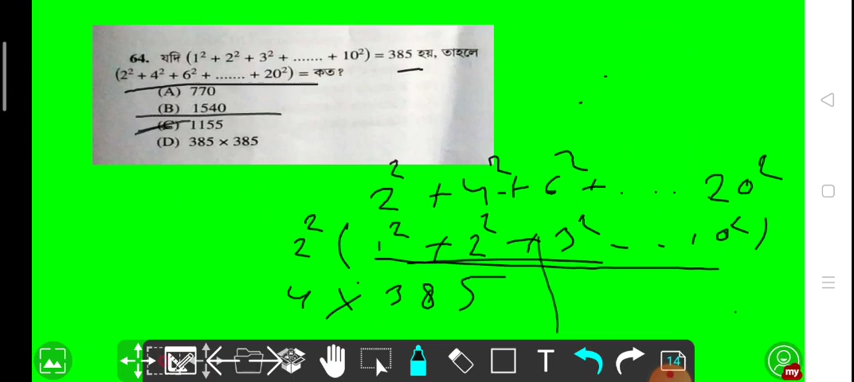 64. যদি (1² + 2² + 3² + ....... + 10²) = 385 হয়, তাহলে
(2² + 4² + 6² + ....... + 20²) = কত?
(A) 770
(B) 1540
(C) 1155
(D) 385 × 385
2² + 4² + 6² + ... 20²
2² ( 1² + 2² + 3² - - . 10² )
4 × 385
T
14
my